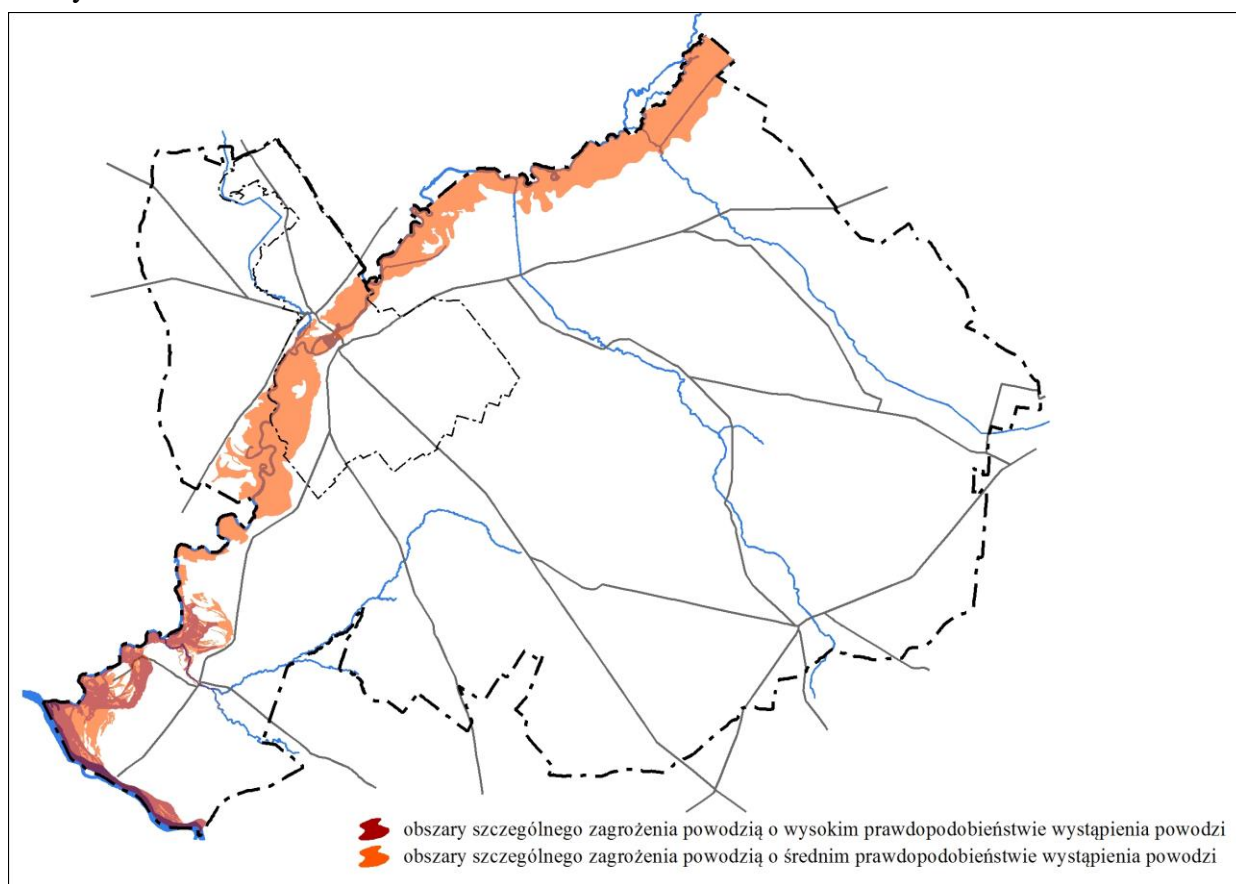 obszary szczególnego zagrożenia powodzią o wysokim prawdopodobieństwie wystąpienia powodzi
obszary szczególnego zagrożenia powodzią o średnim prawdopodobieństwie wystąpienia powodzi